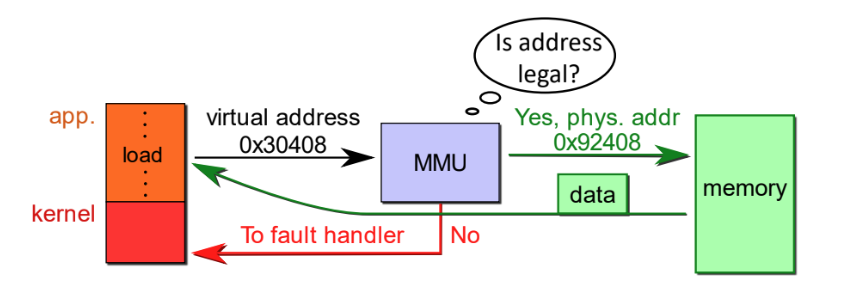 Is address
legal?
app.
virtual address
0x30408
Yes, phys. addr
0x92408
load
MMU
data
memory
kernel
To fault handler
No